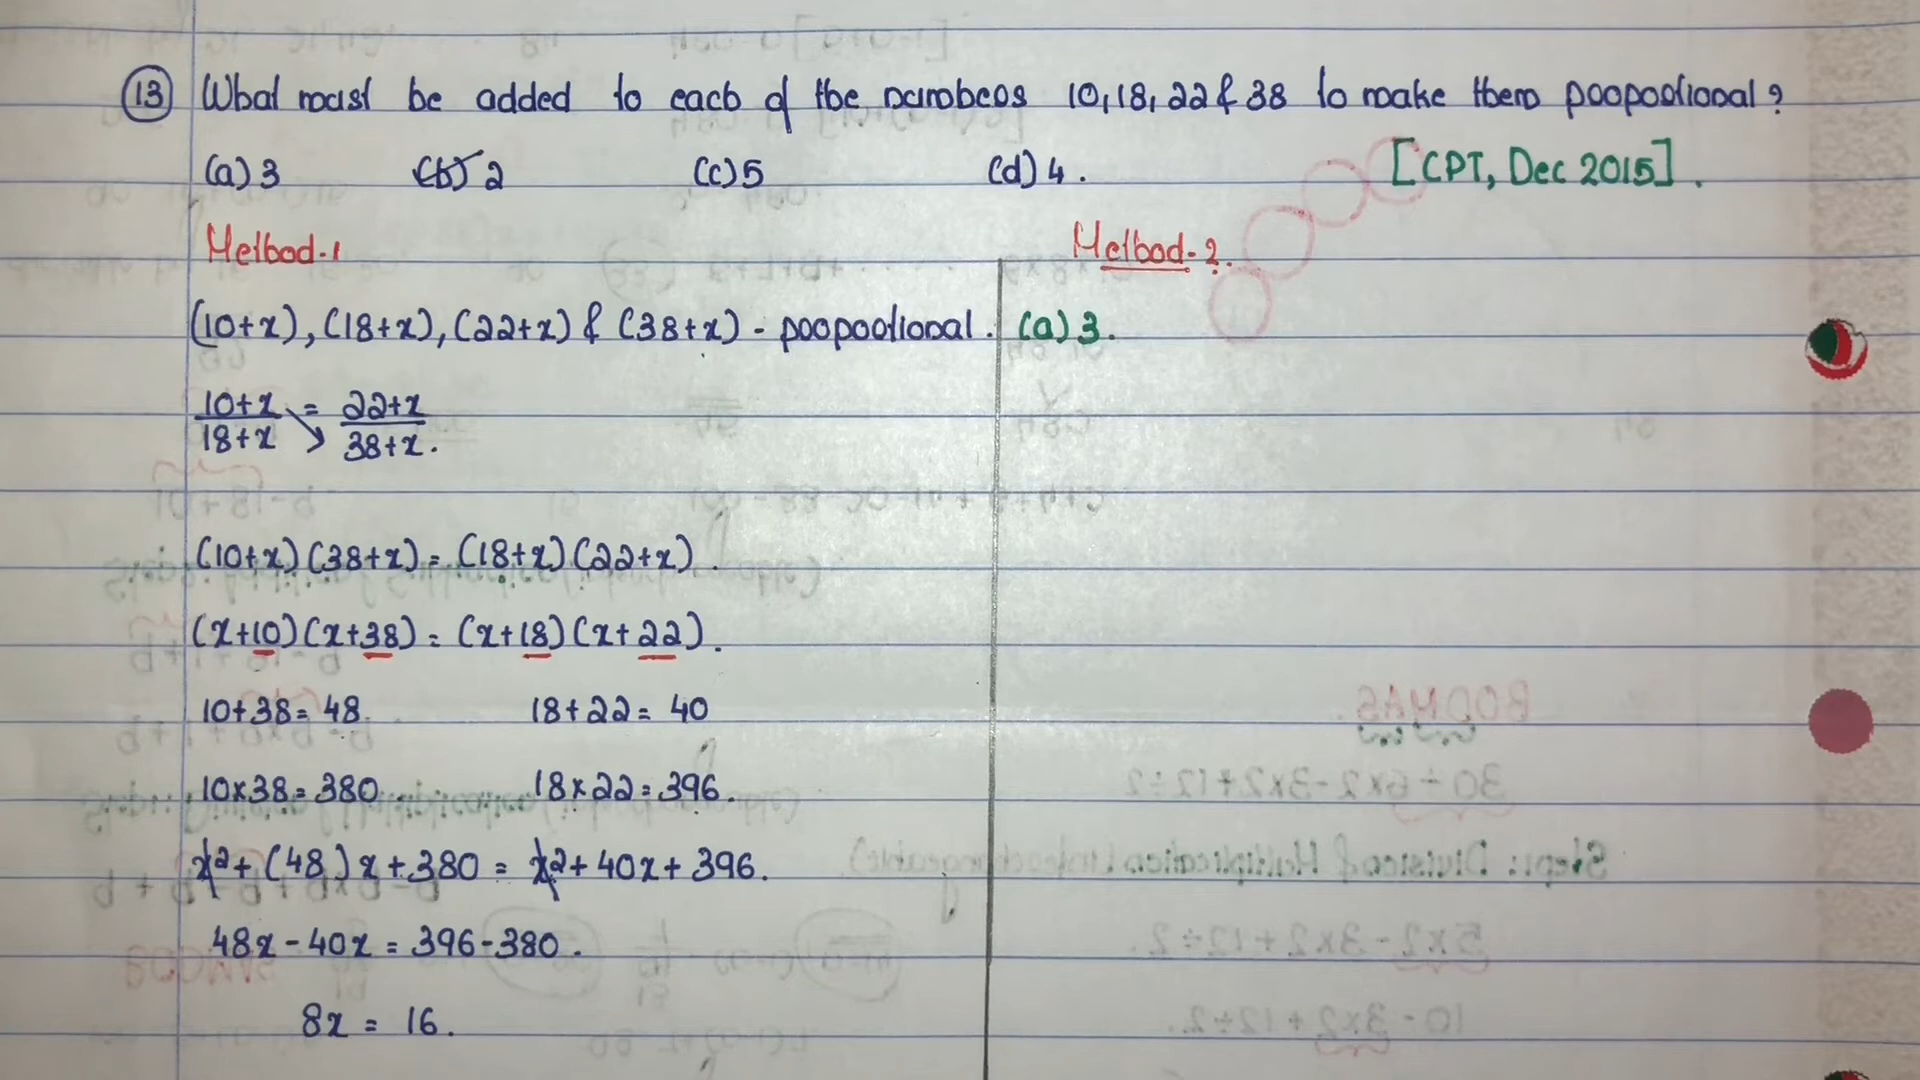 13 What must be added to each of the numbers 10, 18, 22 & 38 to make them proportional?
(a) 3 (b) 2 (c) 5 (d) 4. [CPT, Dec 2015].
Method-1 Method-2.
(10+x), (18+x), (22+x) & (38+x) - proportional. (a) 3.
10+x/18+x = 22+x/38+x.
(10+x)(38+x) = (18+x)(22+x).
(x+10)(x+38) = (x+18)(x+22).
10+38 = 48. 18+22 = 40
10×38 = 380 18×22 = 396.
x²+(48)x+380 = x²+40x+396.
48x-40x = 396-380.
8x = 16.